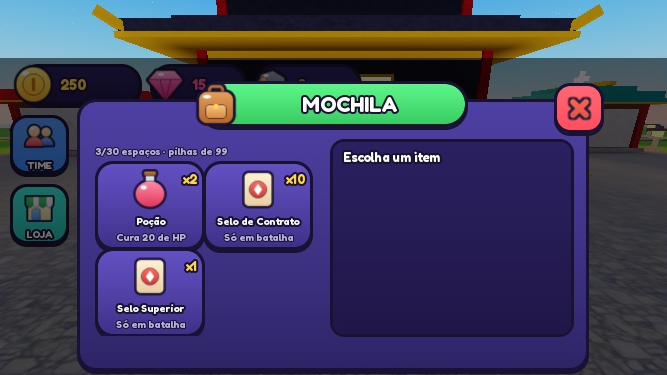 250
15
MOCHILA
TIME
LOJA
3/30 espaços · pilhas de 99
x2
Poção
Cura 20 de HP
x10
Selo de Contrato
Só em batalha
x1
Selo Superior
Só em batalha
Escolha um item